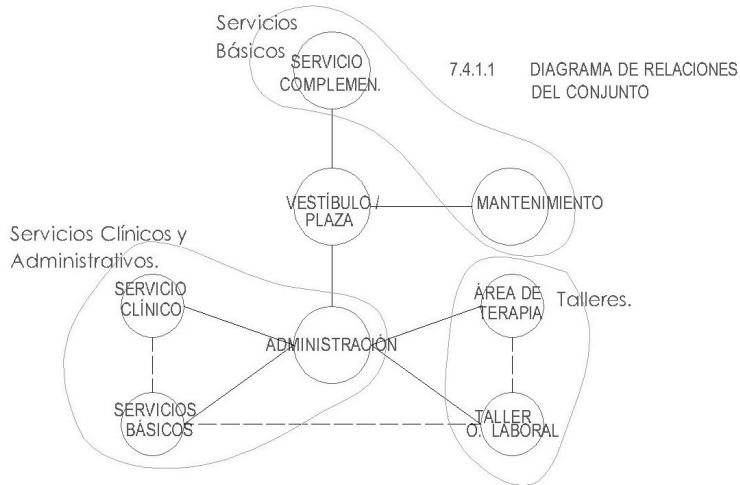 Servicios
Básicos
SERVICIO
COMPLEMEN.
7.4.1.1 DIAGRAMA DE RELACIONES
DEL CONJUNTO
VESTÍBULO /
PLAZA
MANTENIMIENTO
Servicios Clínicos y
Administrativos.
SERVICIO
CLÍNICO
ÁREA DE
TERAPIA
Talleres.
ADMINISTRACIÓN
SERVICIOS
BÁSICOS
TALLER
O. LABORAL